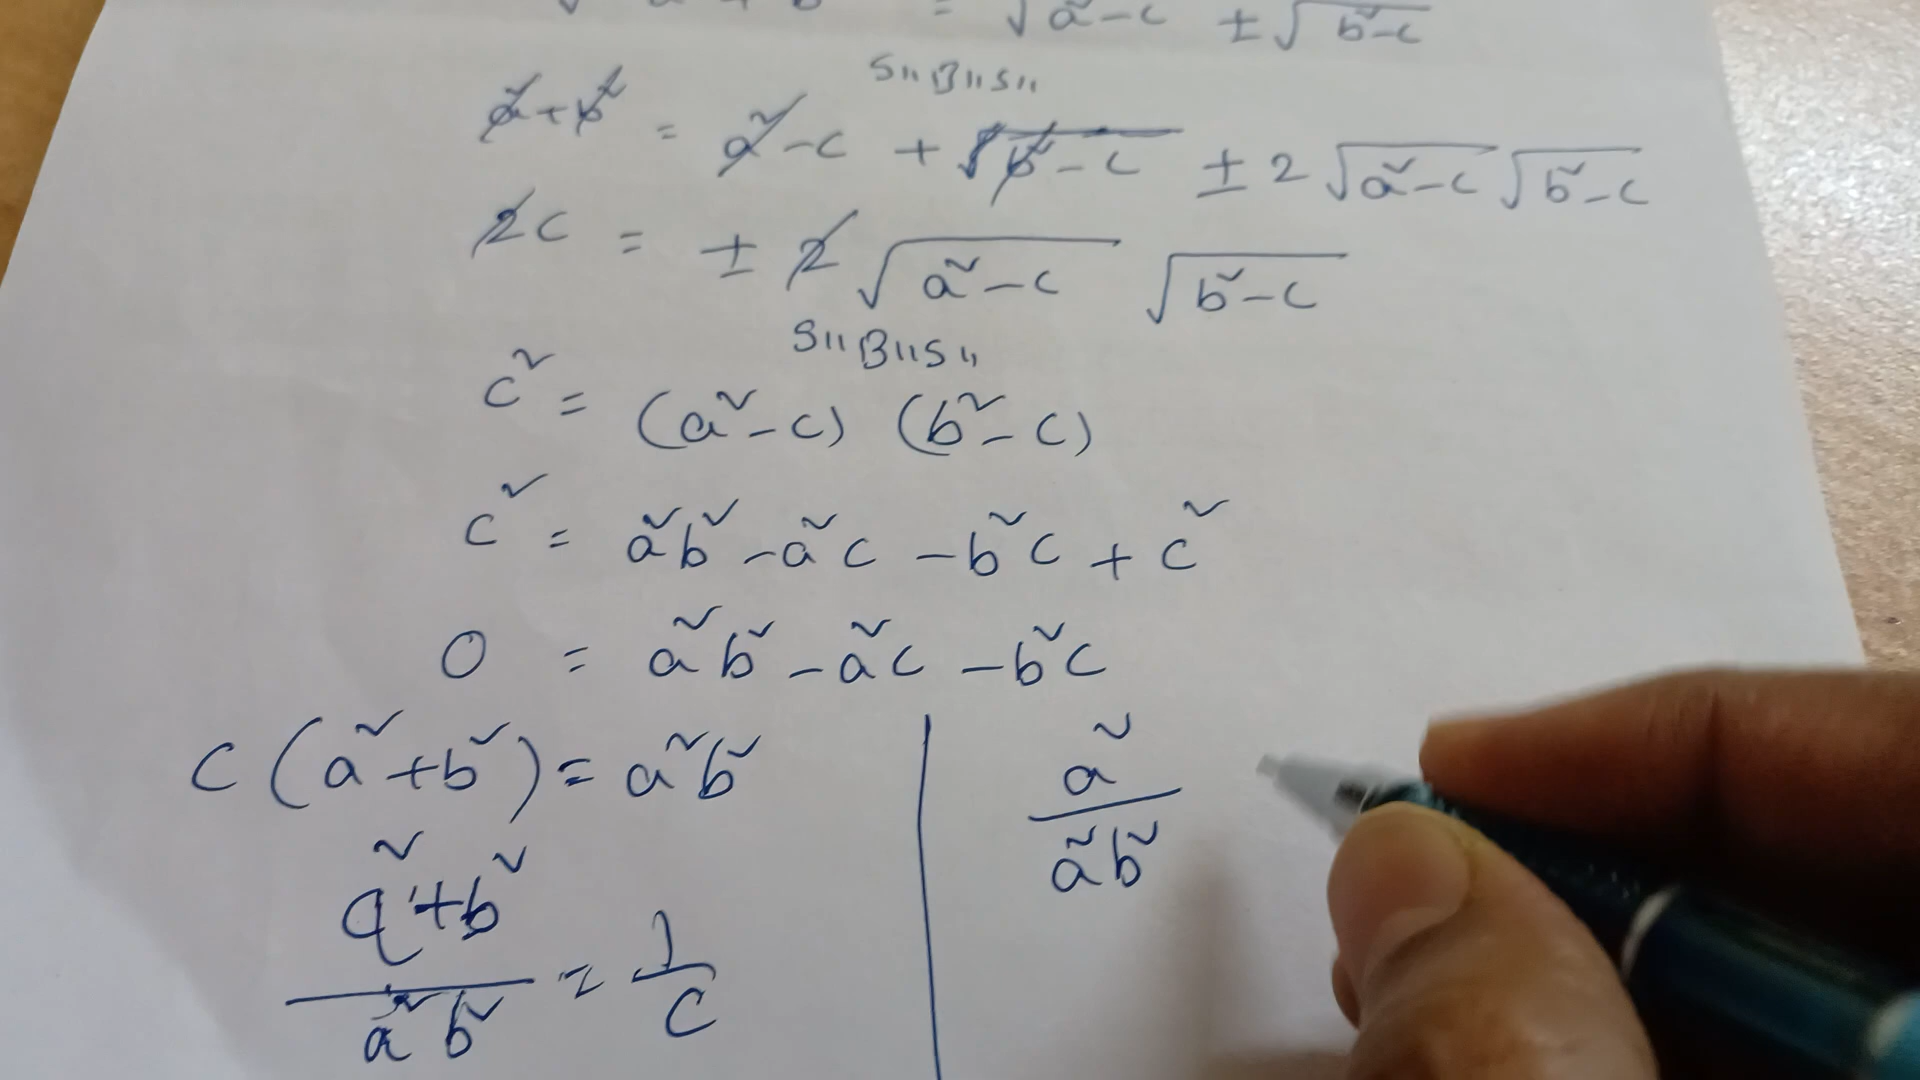 √a²+b² = √a²-c ± √b²-c
S" B" S"
a²+b² = a²-c + √b²-c ± 2√a²-c √b²-c
2c = ± 2√a²-c √b²-c
S" B" S"
c² = (a²-c) (b²-c)
c² = a²b² - a²c - b²c + c²
0 = a²b² - a²c - b²c
c(a²+b²) = a²b²
a²+b² / a²b² = 1/c
a² / a²b²